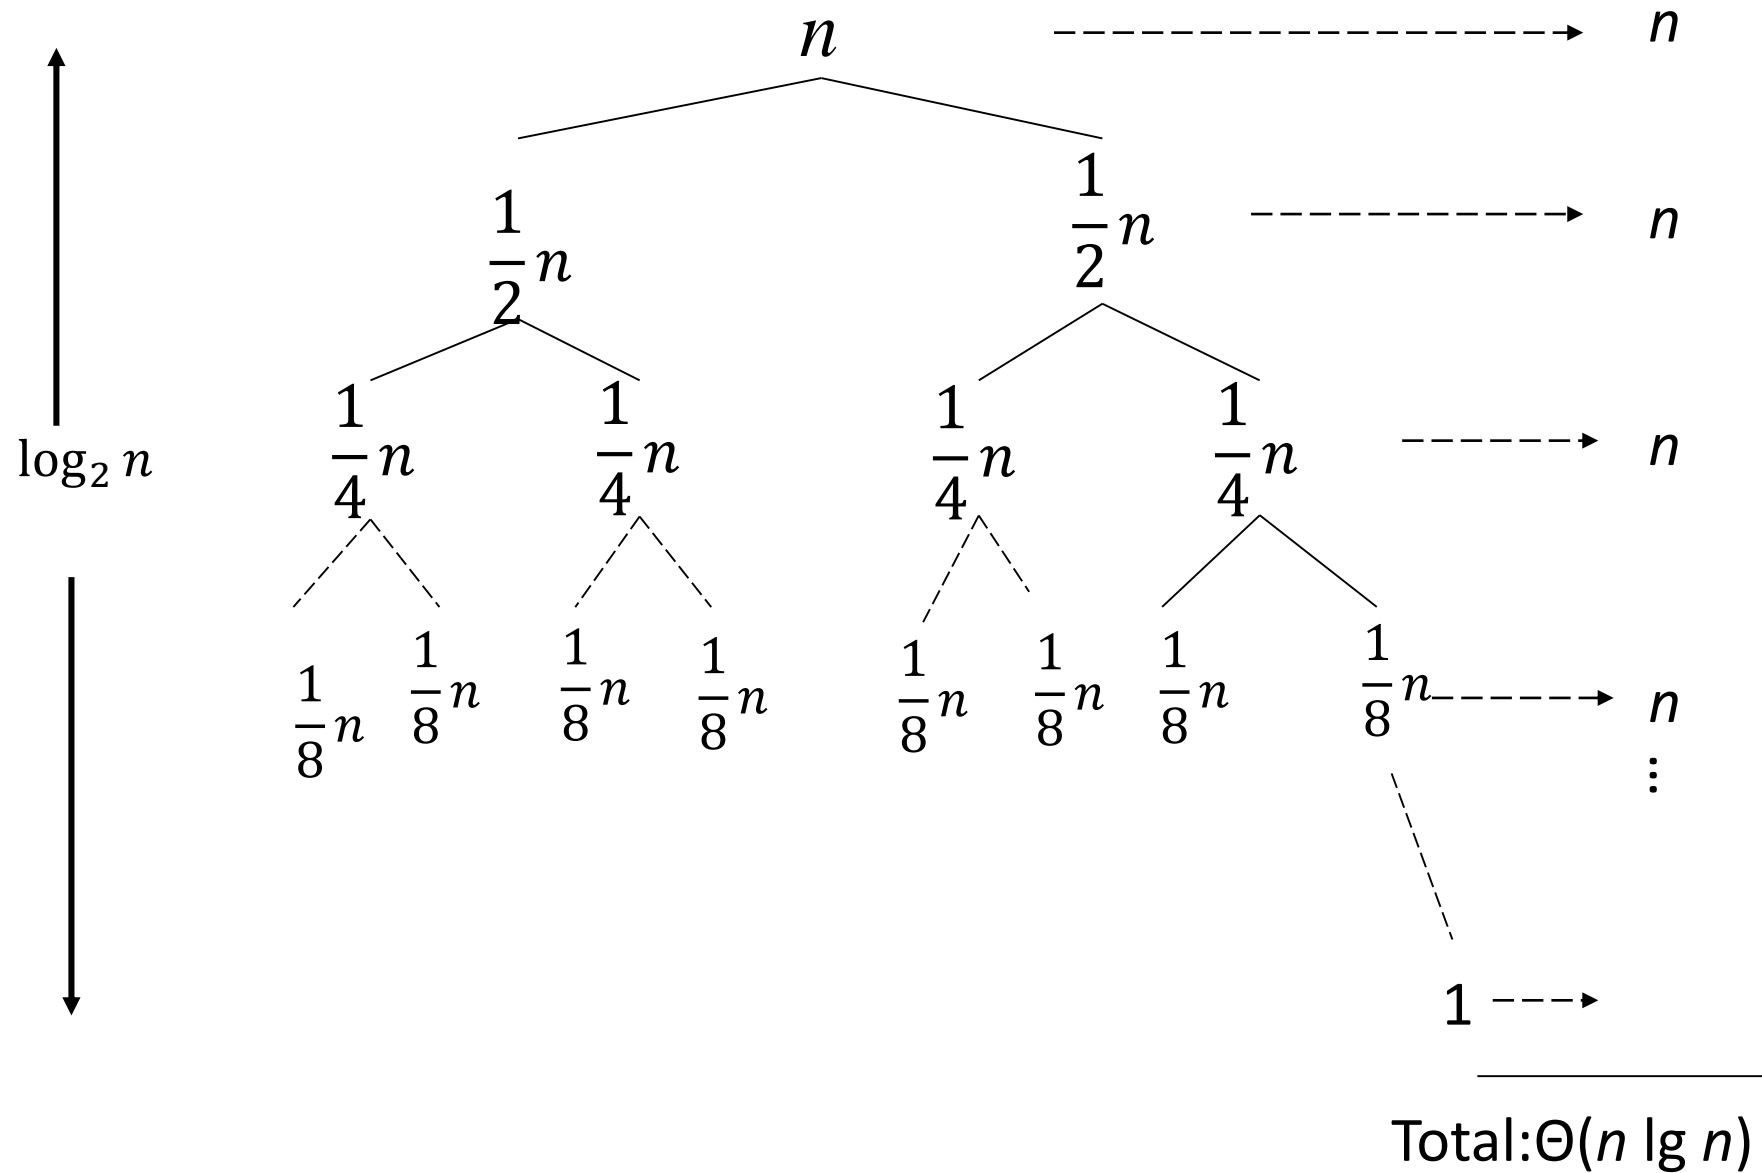 n n
1/2 n 1/2 n n
log₂ n 1/4 n 1/4 n 1/4 n 1/4 n n
1/8 n 1/8 n 1/8 n 1/8 n 1/8 n 1/8 n 1/8 n 1/8 n n
⋮
1
Total:Θ(n lg n)